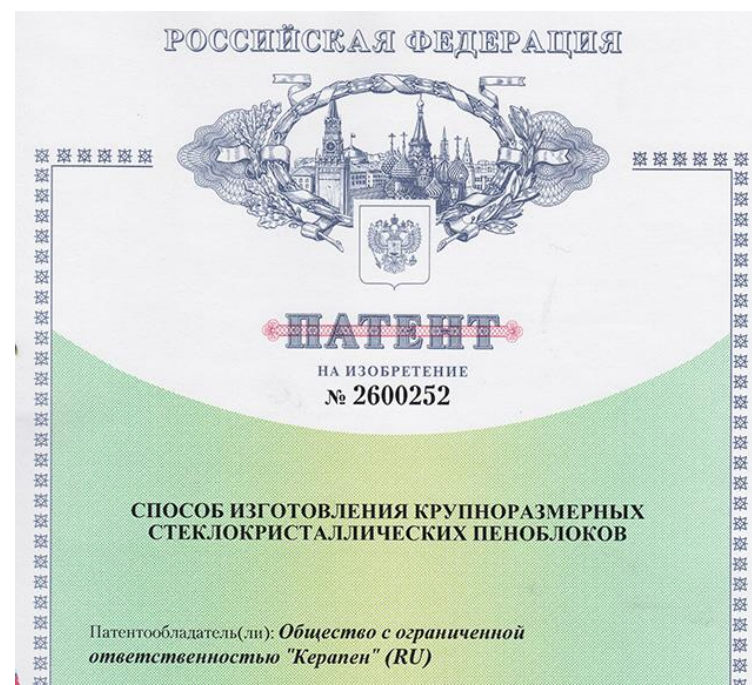 РОССИЙСКАЯ ФЕДЕРАЦИЯ
ПАТЕНТ
НА ИЗОБРЕТЕНИЕ
№ 2600252
СПОСОБ ИЗГОТОВЛЕНИЯ КРУПНОРАЗМЕРНЫХ
СТЕКЛОКРИСТАЛЛИЧЕСКИХ ПЕНОБЛОКОВ
Патентообладатель(ли): Общество с ограниченной
ответственностью "Керапен" (RU)